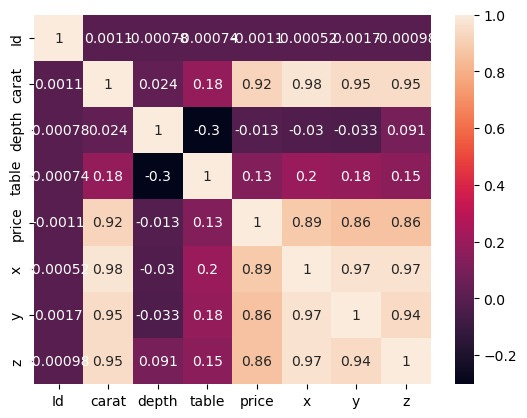 Id 1 0.0011 -0.00078 -0.00074 -0.0011 -0.00052 0.0017 -0.00098
carat 0.0011 1 0.024 0.18 0.92 0.98 0.95 0.95
depth 0.00078 0.024 1 -0.3 -0.013 -0.03 -0.033 0.091
table 0.00074 0.18 -0.3 1 0.13 0.2 0.18 0.15
price 0.0011 0.92 -0.013 0.13 1 0.89 0.86 0.86
x 0.00052 0.98 -0.03 0.2 0.89 1 0.97 0.97
y 0.0017 0.95 -0.033 0.18 0.86 0.97 1 0.94
z 0.00098 0.95 0.091 0.15 0.86 0.97 0.94 1
Id carat depth table price x y z
1.0
0.8
0.6
0.4
0.2
0.0
−0.2